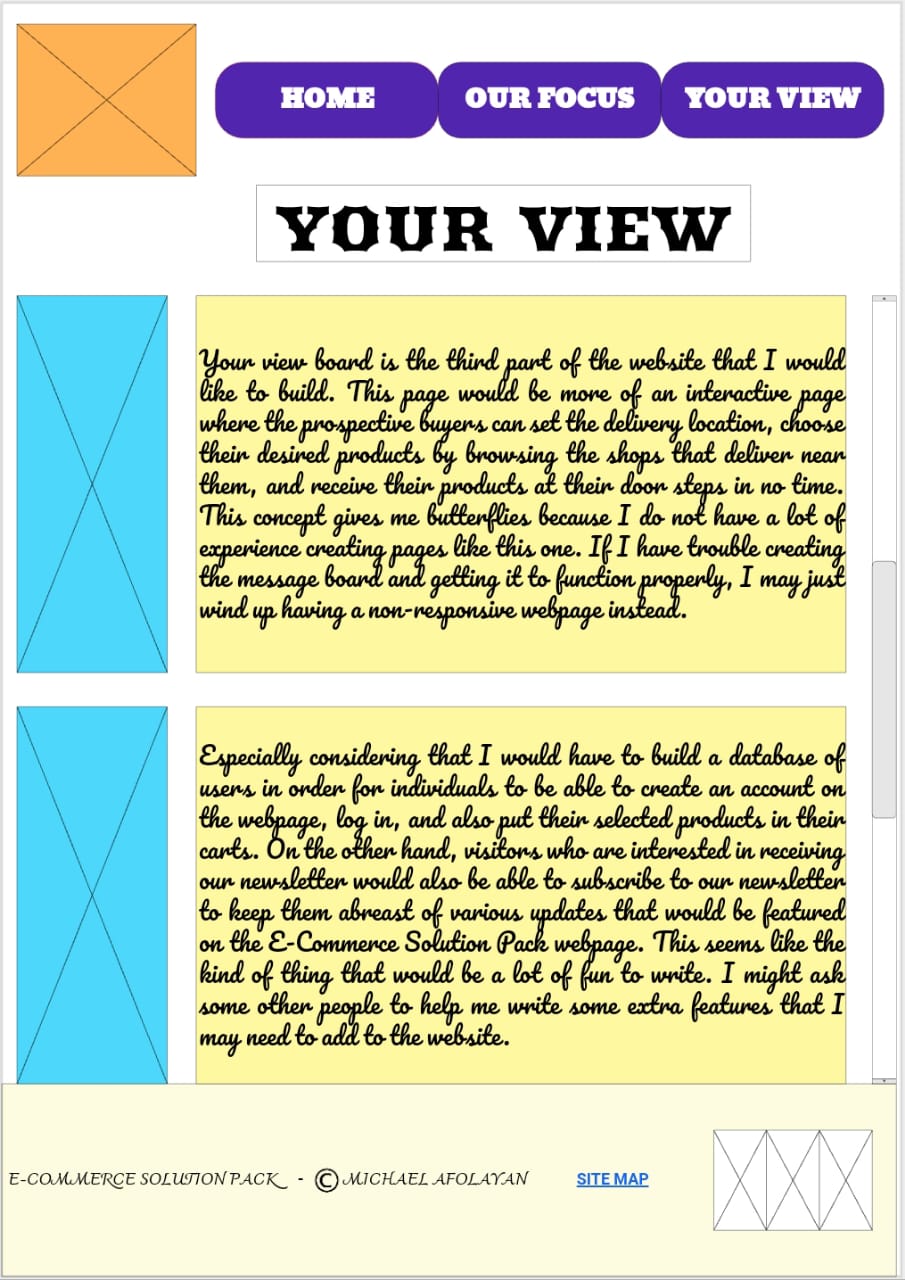 HOME
OUR FOCUS
YOUR VIEW
YOUR VIEW
Your view board is the third part of the website that I would
like to build. This page would be more of an interactive page
where the prospective buyers can set the delivery location, choose
their desired products by browsing the shops that deliver near
them, and receive their products at their door steps in no time.
This concept gives me butterflies because I do not have a lot of
experience creating pages like this one. If I have trouble creating
the message board and getting it to function properly, I may just
wind up having a non-responsive webpage instead.
Especially considering that I would have to build a database of
users in order for individuals to be able to create an account on
the webpage, log in, and also put their selected products in their
carts. On the other hand, visitors who are interested in receiving
our newsletter would also be able to subscribe to our newsletter
to keep them abreast of various updates that would be featured
on the E-Commerce Solution Pack webpage. This seems like the
kind of thing that would be a lot of fun to write. I might ask
some other people to help me write some extra features that I
may need to add to the website.
E-COMMERCE SOLUTION PACK - © MICHAEL AFOLAYAN
SITE MAP